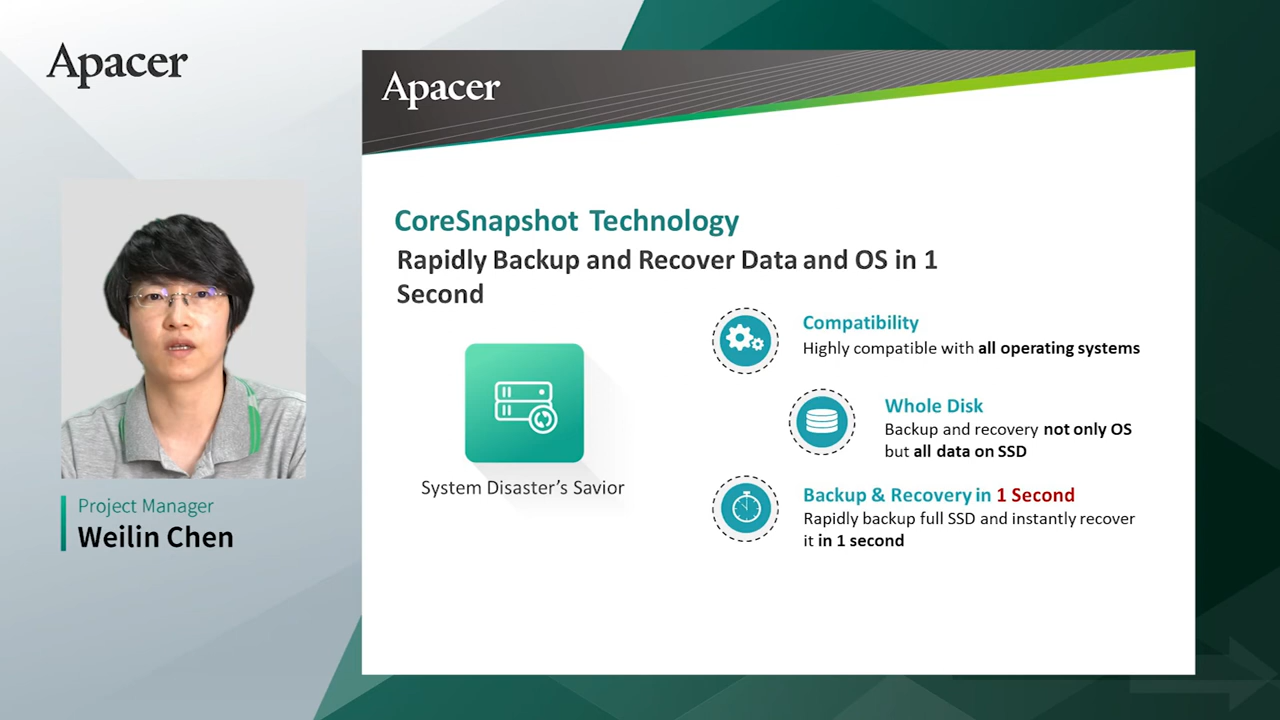 Apacer
Apacer
CoreSnapshot Technology
Rapidly Backup and Recover Data and OS in 1
Second
Compatibility
Highly compatible with all operating systems
Whole Disk
Backup and recovery not only OS
but all data on SSD
System Disaster's Savior
Backup & Recovery in 1 Second
Rapidly backup full SSD and instantly recover
it in 1 second
Project Manager
Weilin Chen